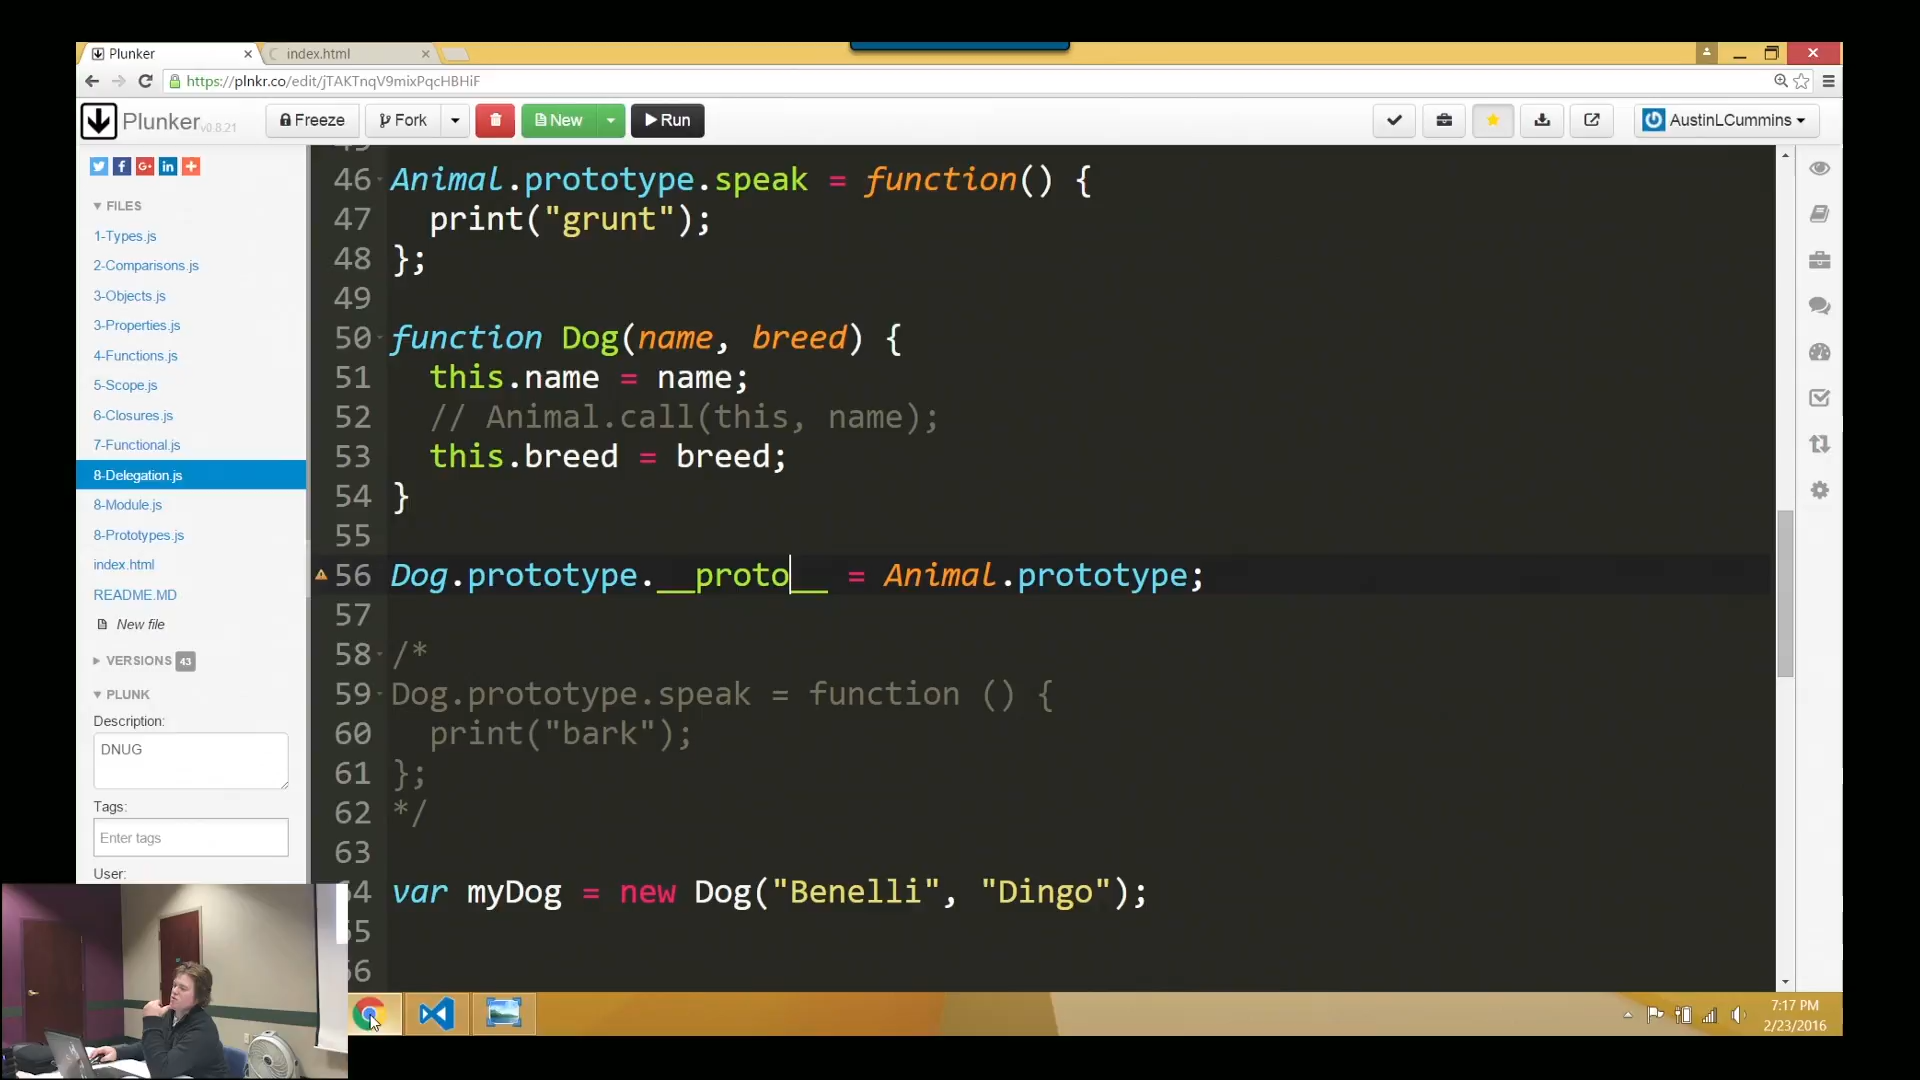 Plunker
index.html
https://plnkr.co/edit/jTAKTnqV9mixPqcHBHiF
Plunker v0.8.21
Freeze
Fork
New
Run
AustinLCummins
FILES
1-Types.js
2-Comparisons.js
3-Objects.js
3-Properties.js
4-Functions.js
5-Scope.js
6-Closures.js
7-Functional.js
8-Delegation.js
8-Module.js
8-Prototypes.js
index.html
README.MD
New file
VERSIONS 43
PLUNK
Description:
DNUG
Tags:
Enter tags
User:
46 Animal.prototype.speak = function() {
47 print("grunt");
48 };
49
50 function Dog(name, breed) {
51 this.name = name;
52 // Animal.call(this, name);
53 this.breed = breed;
54 }
55
56 Dog.prototype.__proto__ = Animal.prototype;
57
58 /*
59 Dog.prototype.speak = function () {
60 print("bark");
61 };
62 */
63
var myDog = new Dog("Benelli", "Dingo");
7:17 PM
2/23/2016